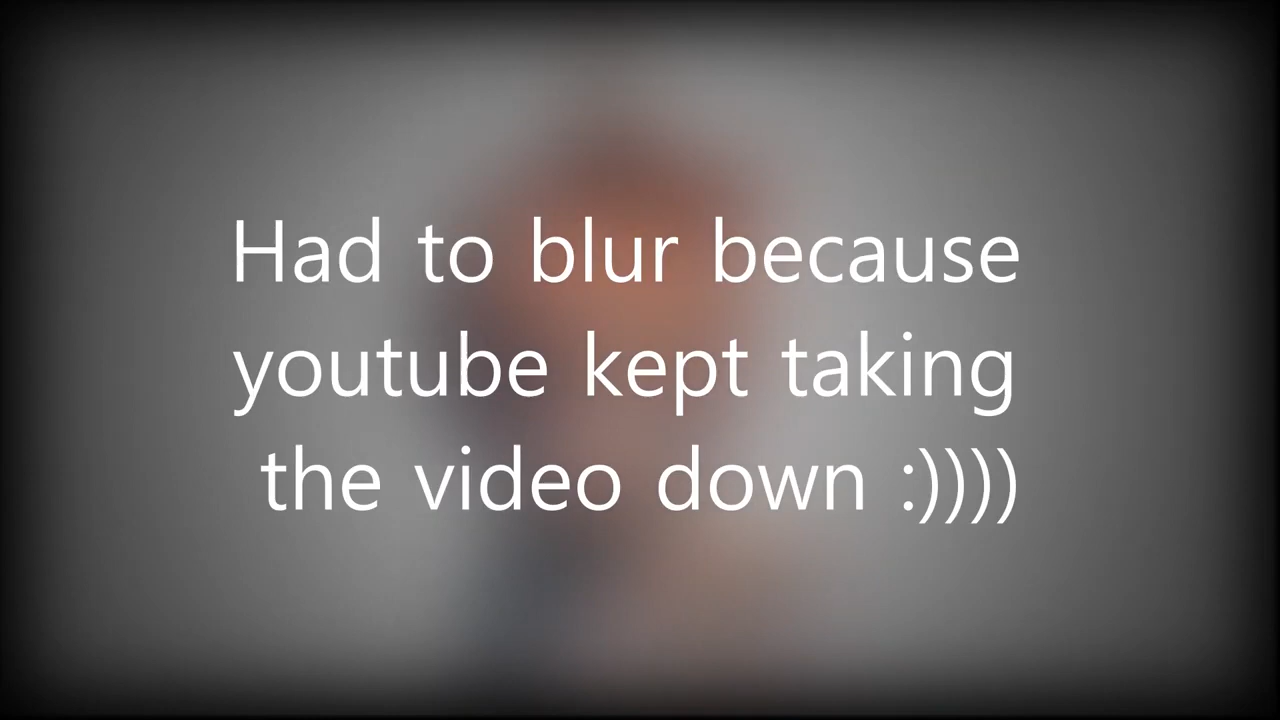 Had to blur because
youtube kept taking
the video down :))))